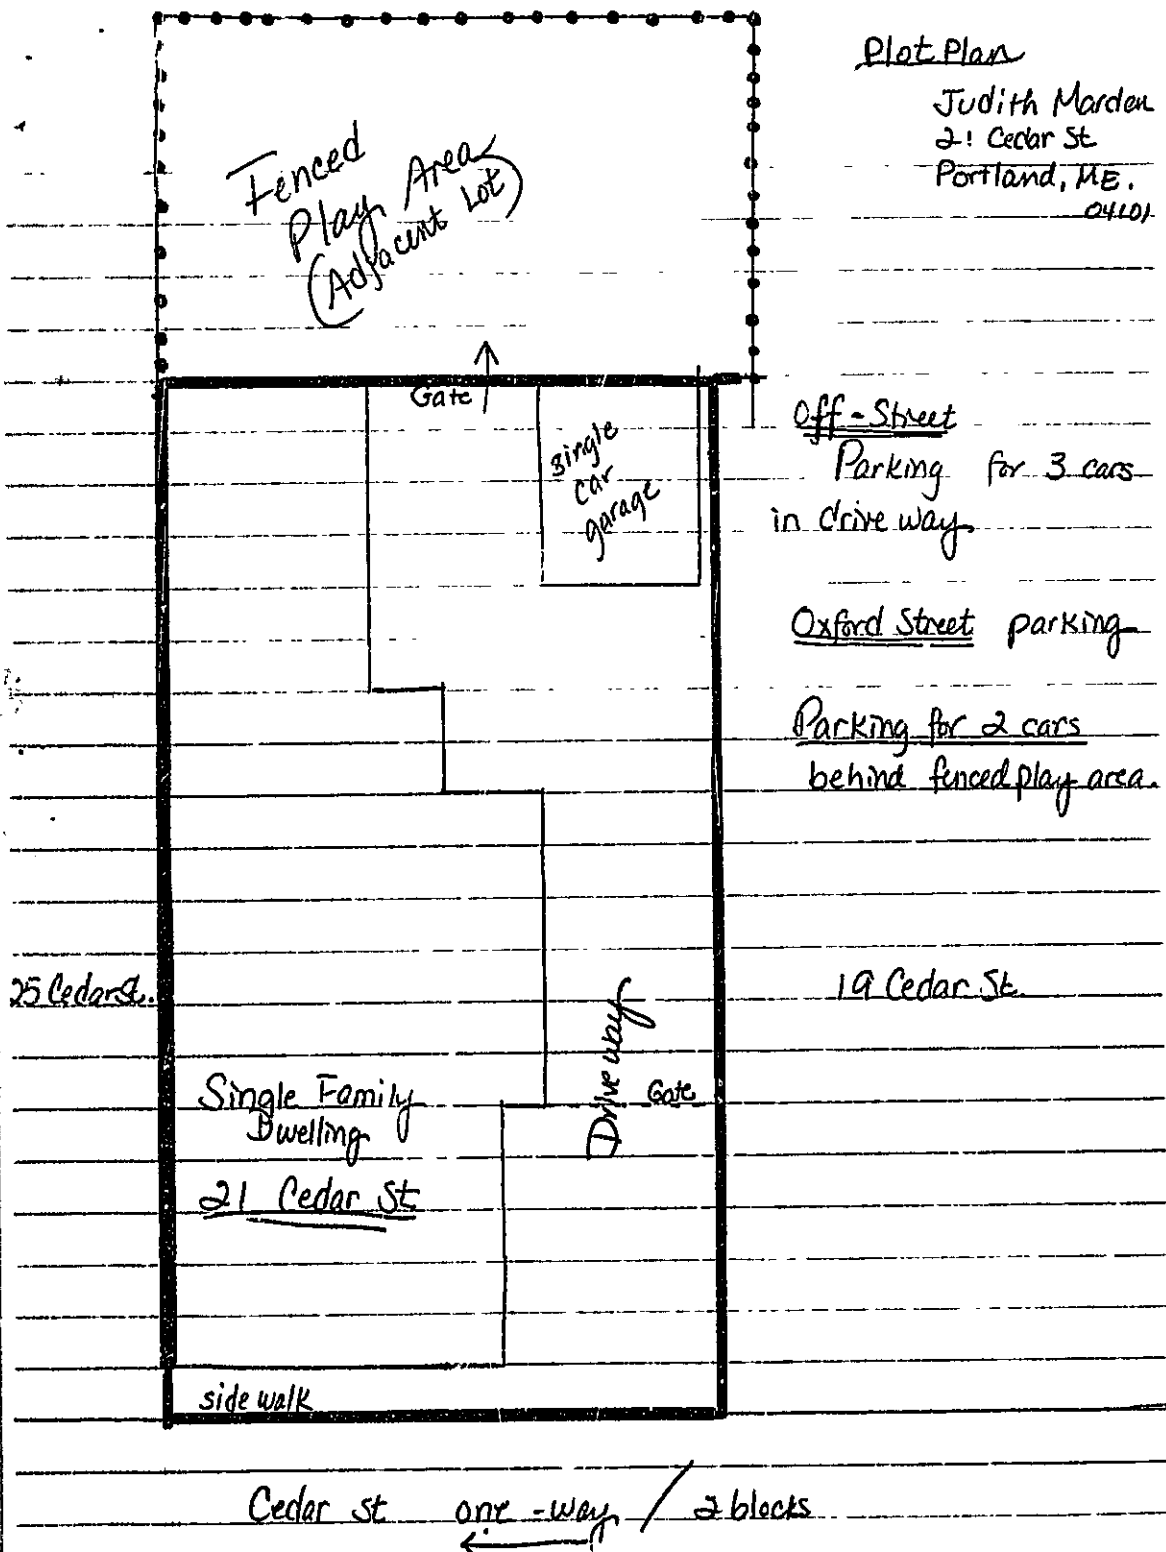 Plot Plan
Judith Marden
21 Cedar St
Portland, ME.
04101
Fenced
Play Area
(Adjacent Lot)
Gate
single
car
garage
Off-Street
Parking for 3 cars
in drive way
Oxford Street parking
Parking for 2 cars
behind fenced play area.
25 Cedar St.
19 Cedar St.
Drive way
Gate
Single Family
Dwelling
21 Cedar St
side walk
Cedar St one-way / 2 blocks